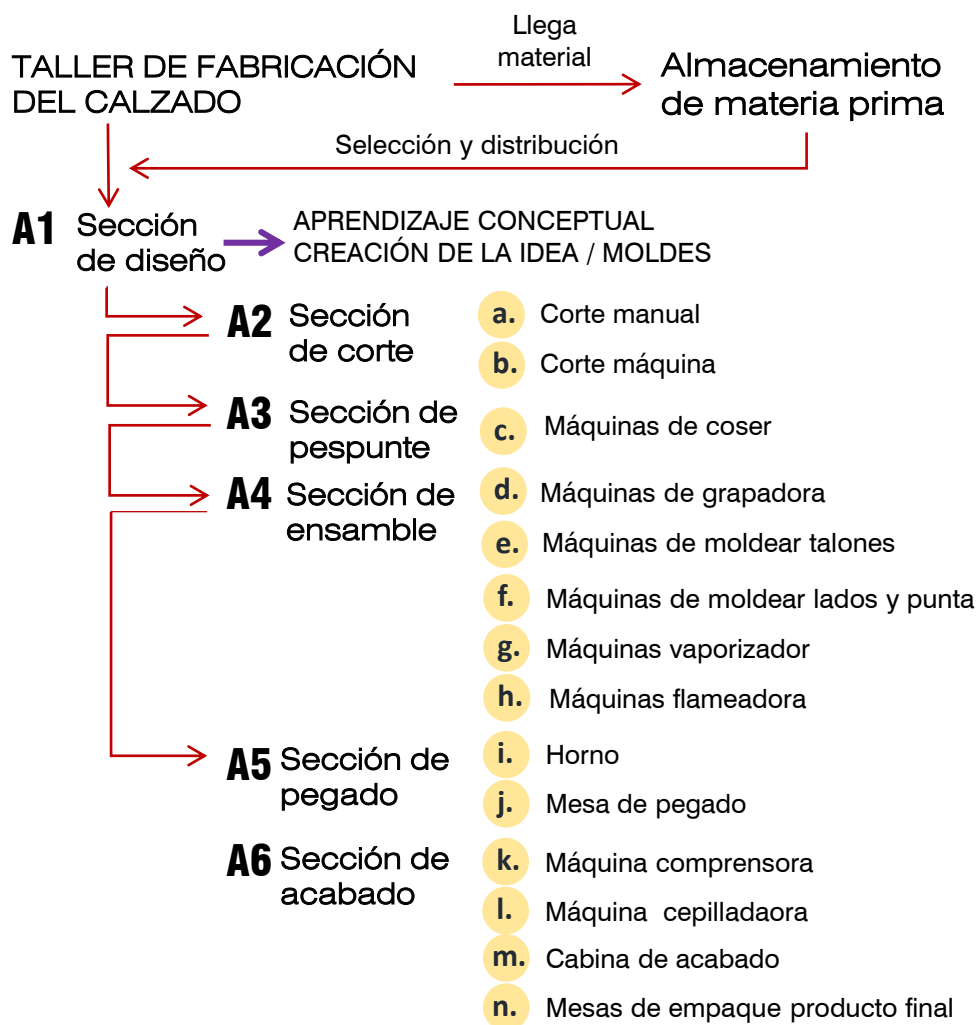 Llega
material
TALLER DE FABRICACIÓN
DEL CALZADO
Almacenamiento
de materia prima
Selección y distribución
A1 Sección
de diseño
APRENDIZAJE CONCEPTUAL
CREACIÓN DE LA IDEA / MOLDES
A2 Sección
de corte
a. Corte manual
b. Corte máquina
A3 Sección de
pespunte
c. Máquinas de coser
A4 Sección de
ensamble
d. Máquinas de grapadora
e. Máquinas de moldear talones
f. Máquinas de moldear lados y punta
g. Máquinas vaporizador
h. Máquinas flameadora
A5 Sección de
pegado
i. Horno
j. Mesa de pegado
A6 Sección de
acabado
k. Máquina comprensora
l. Máquina cepilladaora
m. Cabina de acabado
n. Mesas de empaque producto final